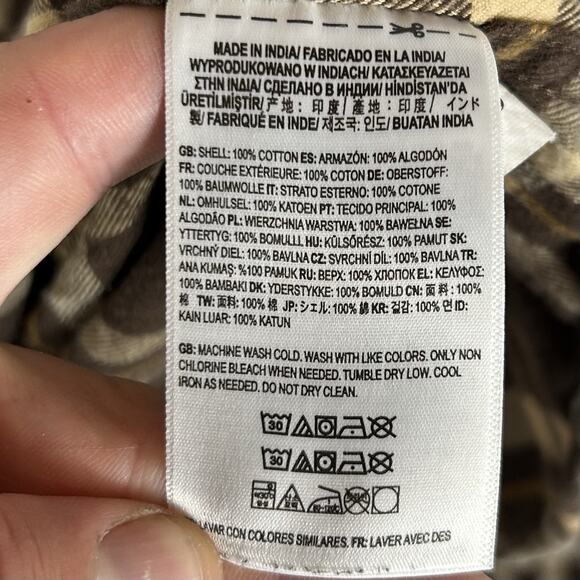 MADE IN INDIA/ FABRICADO EN LA INDIA/
WYPRODUKOWANO W INDIACH/ ΚΑΤΑΣΚΕΥΑΖΕΤΑΙ
ΣΤΗΝ ΙΝΔΙΑ/ СДЕЛАНО В ИНДИИ/ HİNDİSTAN'DA
ÜRETİLMİŞTİR/ 产地: 印度/ 產地: 印度/ インド
製/ FABRIQUÉ EN INDE/ 제조국: 인도/ BUATAN INDIA
GB: SHELL: 100% COTTON ES: ARMAZÓN: 100% ALGODÓN
FR: COUCHE EXTÉRIEURE: 100% COTON DE: OBERSTOFF:
100% BAUMWOLLE IT: STRATO ESTERNO: 100% COTONE
NL: OMHULSEL: 100% KATOEN PT: TECIDO PRINCIPAL: 100%
ALGODÃO PL: WIERZCHNIA WARSTWA: 100% BAWEŁNA SE:
YTTERTYG: 100% BOMULL HU: KÜLSŐRÉSZ: 100% PAMUT SK:
VRCHNÝ DIEL: 100% BAVLNA CZ: SVRCHNÍ DÍL: 100% BAVLNA TR:
ANA KUMAŞ: %100 PAMUK RU: ВЕРХ: 100% ХЛОПОК EL: ΚΕΛΥΦΟΣ:
100% ΒΑΜΒΑΚΙ DK: YDERSTYKKE: 100% BOMULD CN: 面料: 100%
棉 TW: 面料: 100% 棉 JP: シェル: 100% 綿 KR: 겉감: 100% 면 ID:
KAIN LUAR: 100% KATUN
GB: MACHINE WASH COLD. WASH WITH LIKE COLORS. ONLY NON
CHLORINE BLEACH WHEN NEEDED. TUMBLE DRY LOW. COOL
IRON AS NEEDED. DO NOT DRY CLEAN.
30
30
LAVAR CON COLORES SIMILARES. FR: LAVER AVEC DES